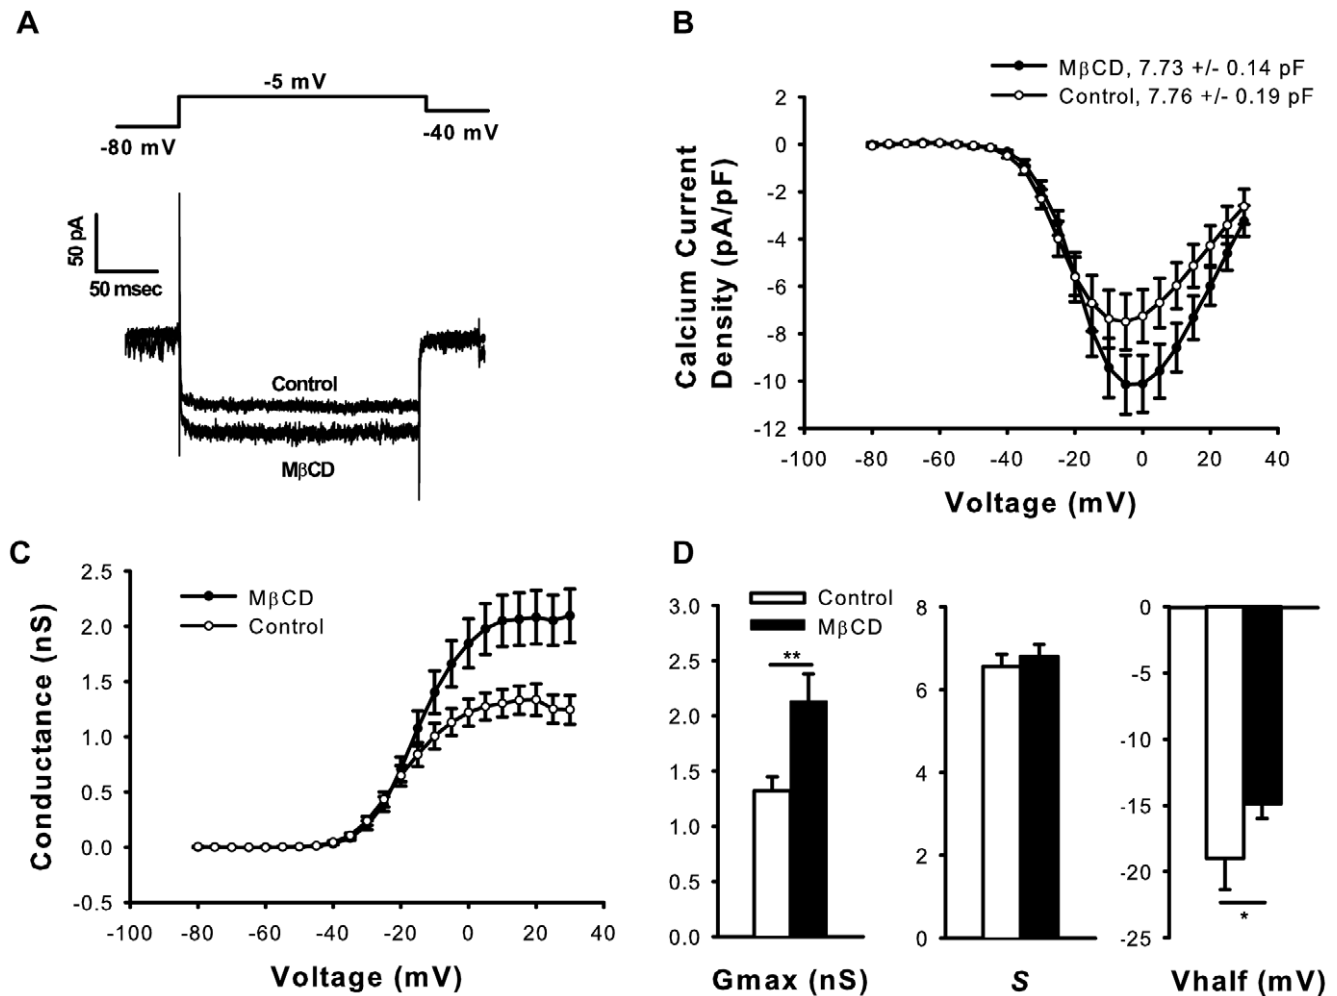 A
-5 mV
-80 mV
-40 mV
50 pA
50 msec
Control
MβCD
B
MβCD, 7.73 +/- 0.14 pF
Control, 7.76 +/- 0.19 pF
Calcium Current
Density (pA/pF)
2
0
-2
-4
-6
-8
-10
-12
-100 -80 -60 -40 -20 0 20 40
Voltage (mV)
C
MβCD
Control
Conductance (nS)
2.5
2.0
1.5
1.0
0.5
0.0
-0.5
-100 -80 -60 -40 -20 0 20 40
Voltage (mV)
D
Control
MβCD
3.0
2.5
2.0
1.5
1.0
0.5
0.0
**
Gmax (nS)
8
6
4
2
0
S
0
-5
-10
-15
-20
-25
*
Vhalf (mV)